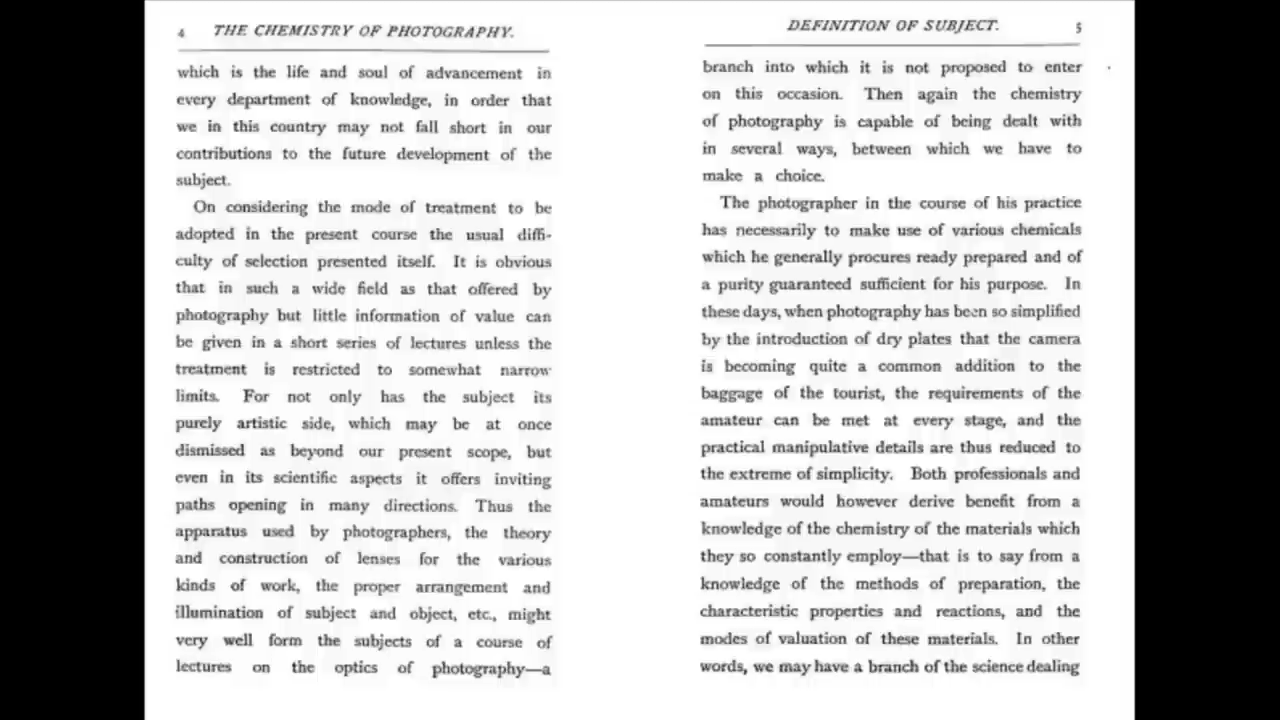 4 THE CHEMISTRY OF PHOTOGRAPHY.
which is the life and soul of advancement in
every department of knowledge, in order that
we in this country may not fall short in our
contributions to the future development of the
subject.
On considering the mode of treatment to be
adopted in the present course the usual diffi-
culty of selection presented itself. It is obvious
that in such a wide field as that offered by
photography but little information of value can
be given in a short series of lectures unless the
treatment is restricted to somewhat narrow
limits. For not only has the subject its
purely artistic side, which may be at once
dismissed as beyond our present scope, but
even in its scientific aspects it offers inviting
paths opening in many directions. Thus the
apparatus used by photographers, the theory
and construction of lenses for the various
kinds of work, the proper arrangement and
illumination of subject and object, etc., might
very well form the subjects of a course of
lectures on the optics of photography—a
DEFINITION OF SUBJECT. 5
branch into which it is not proposed to enter
on this occasion. Then again the chemistry
of photography is capable of being dealt with
in several ways, between which we have to
make a choice.
The photographer in the course of his practice
has necessarily to make use of various chemicals
which he generally procures ready prepared and of
a purity guaranteed sufficient for his purpose. In
these days, when photography has been so simplified
by the introduction of dry plates that the camera
is becoming quite a common addition to the
baggage of the tourist, the requirements of the
amateur can be met at every stage, and the
practical manipulative details are thus reduced to
the extreme of simplicity. Both professionals and
amateurs would however derive benefit from a
knowledge of the chemistry of the materials which
they so constantly employ—that is to say from a
knowledge of the methods of preparation, the
characteristic properties and reactions, and the
modes of valuation of these materials. In other
words, we may have a branch of the science dealing